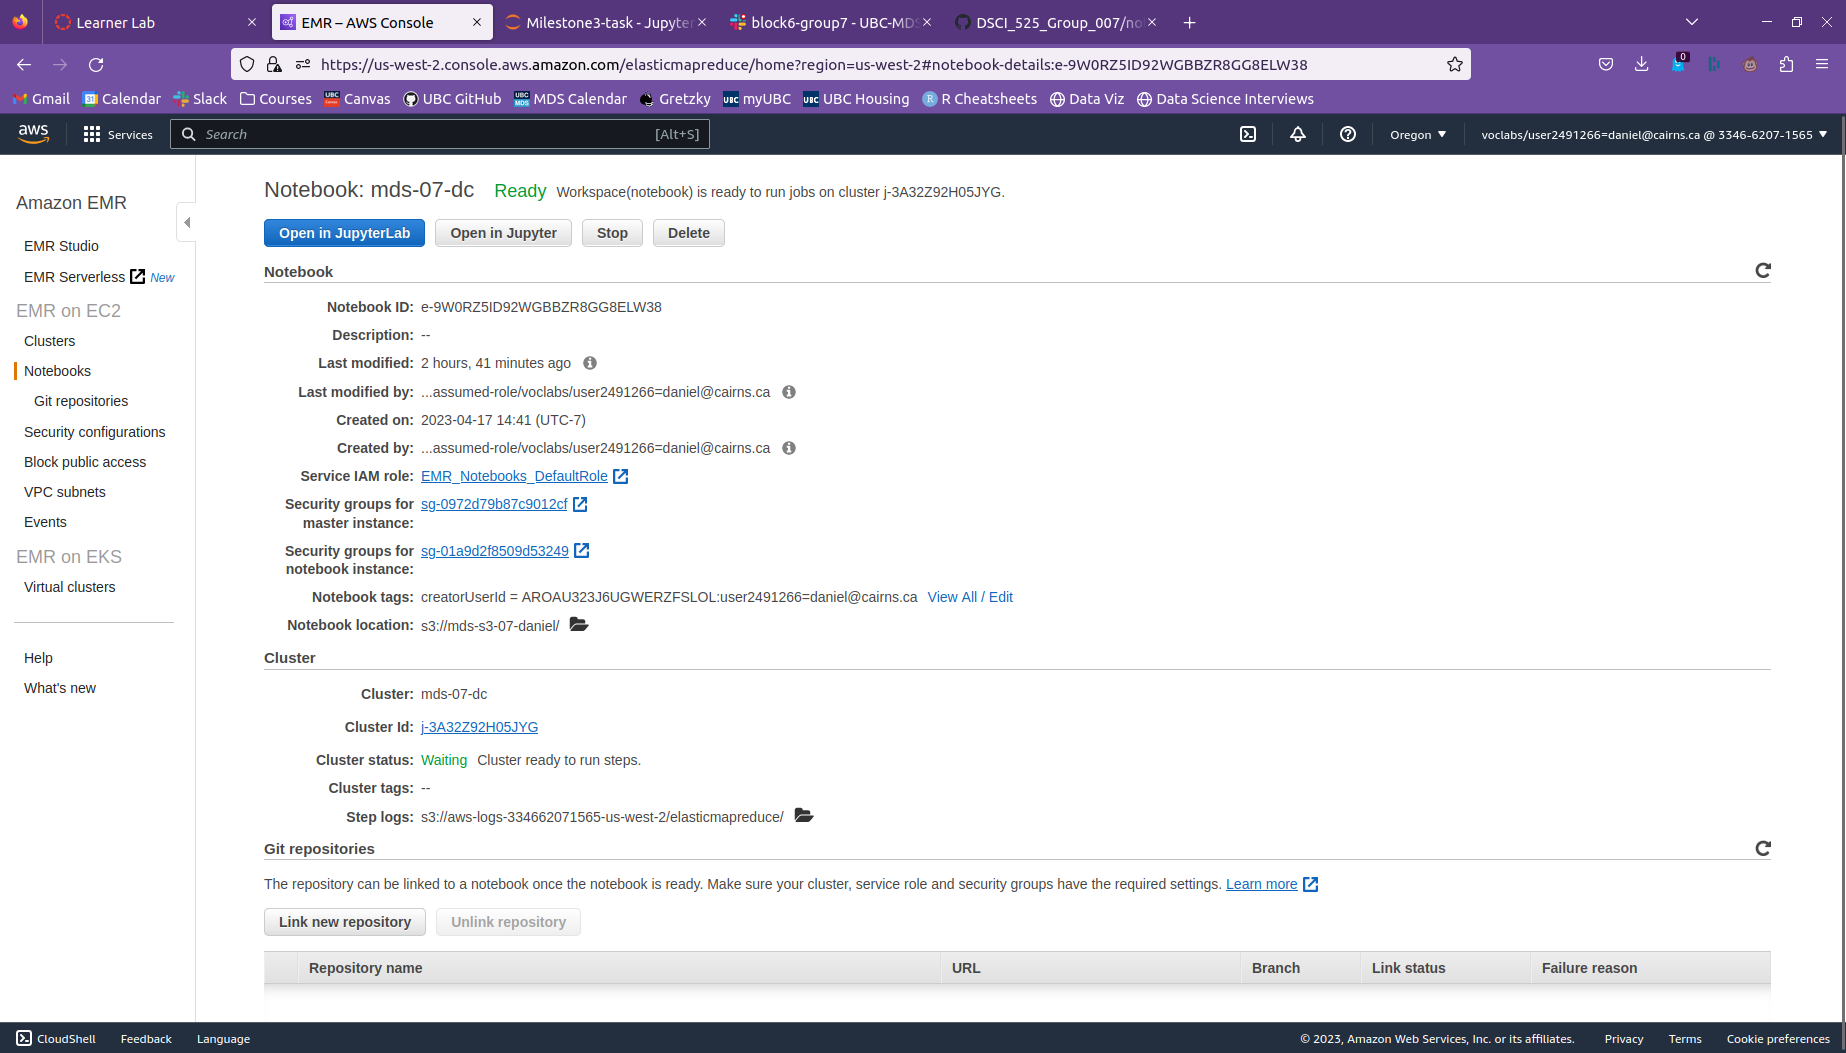 Learner Lab
EMR – AWS Console
Milestone3-task - Jupyter
block6-group7 - UBC-MDS
DSCI_525_Group_007/no
https://us-west-2.console.aws.amazon.com/elasticmapreduce/home?region=us-west-2#notebook-details:e-9W0RZ5ID92WGBBZR8GG8ELW38
0
Gmail
31 Calendar
Slack
Courses
UBC Canvas
UBC GitHub
UBC MDS MDS Calendar
Gretzky
UBC myUBC
UBC UBC Housing
R R Cheatsheets
Data Viz
Data Science Interviews
aws
Services
Search [Alt+S]
Oregon
voclabs/user2491266=daniel@cairns.ca @ 3346-6207-1565
Amazon EMR
EMR Studio
EMR Serverless New
EMR on EC2
Clusters
Notebooks
Git repositories
Security configurations
Block public access
VPC subnets
Events
EMR on EKS
Virtual clusters
Help
What's new
Notebook: mds-07-dc Ready Workspace(notebook) is ready to run jobs on cluster j-3A32Z92H05JYG.
Open in JupyterLab Open in Jupyter Stop Delete
Notebook
Notebook ID: e-9W0RZ5ID92WGBBZR8GG8ELW38
Description: --
Last modified: 2 hours, 41 minutes ago
Last modified by: ...assumed-role/voclabs/user2491266=daniel@cairns.ca
Created on: 2023-04-17 14:41 (UTC-7)
Created by: ...assumed-role/voclabs/user2491266=daniel@cairns.ca
Service IAM role: EMR_Notebooks_DefaultRole
Security groups for master instance: sg-0972d79b87c9012cf
Security groups for notebook instance: sg-01a9d2f8509d53249
Notebook tags: creatorUserId = AROAU323J6UGWERZFSLOL:user2491266=daniel@cairns.ca View All / Edit
Notebook location: s3://mds-s3-07-daniel/
Cluster
Cluster: mds-07-dc
Cluster Id: j-3A32Z92H05JYG
Cluster status: Waiting Cluster ready to run steps.
Cluster tags: --
Step logs: s3://aws-logs-334662071565-us-west-2/elasticmapreduce/
Git repositories
The repository can be linked to a notebook once the notebook is ready. Make sure your cluster, service role and security groups have the required settings. Learn more
Link new repository Unlink repository
Repository name URL Branch Link status Failure reason
CloudShell Feedback Language
© 2023, Amazon Web Services, Inc. or its affiliates. Privacy Terms Cookie preferences